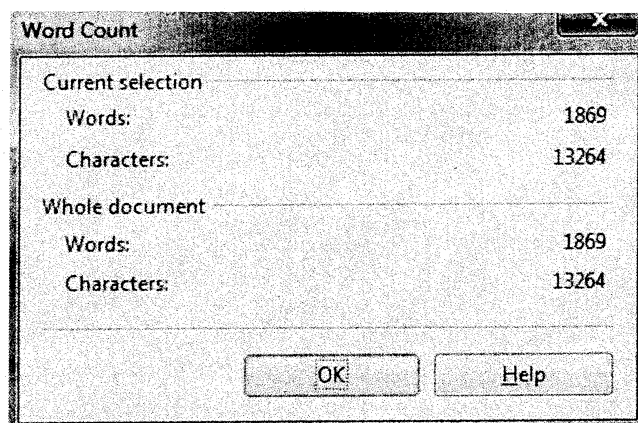 Word Count
X
Current selection
Words: 1869
Characters: 13264
Whole document
Words: 1869
Characters: 13264
OK Help